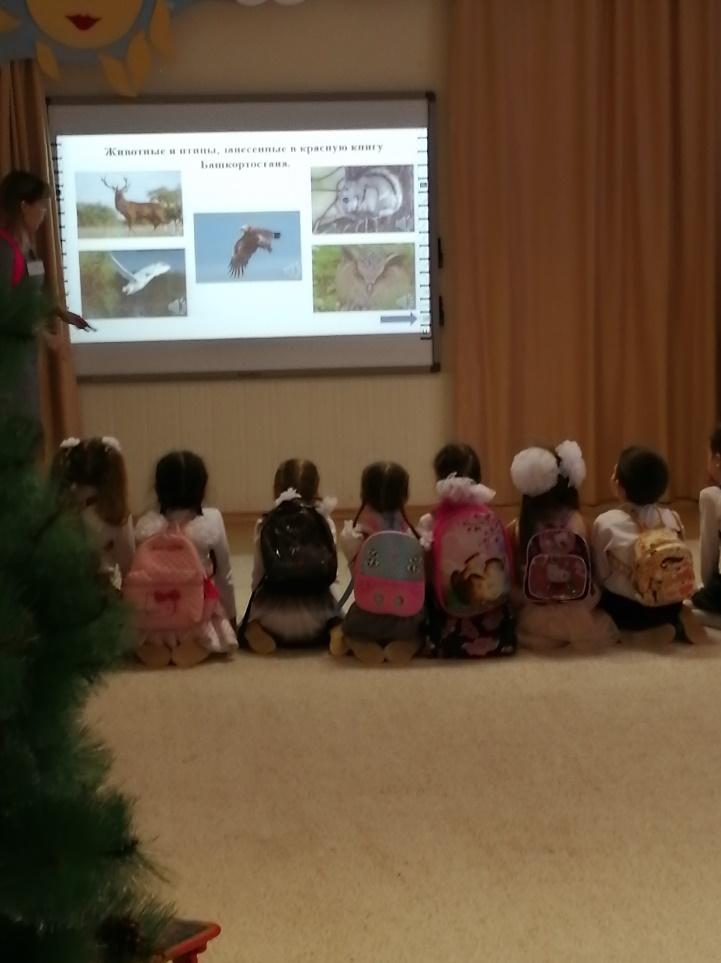 Животные и птицы, занесенные в красную книгу
Башкортостана.